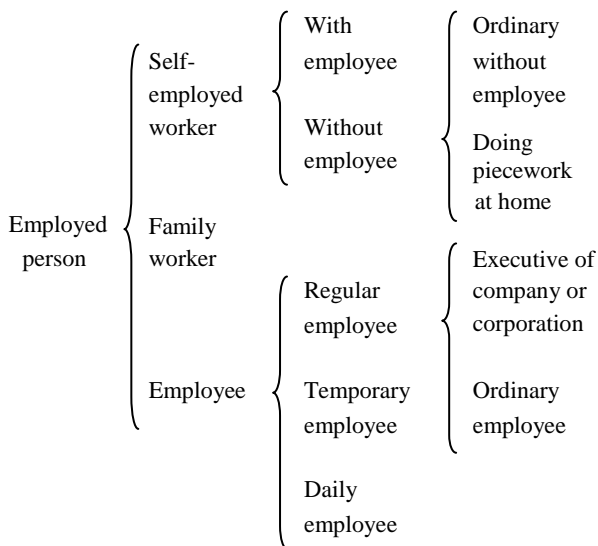 Employed
person
Self-
employed
worker
Family
worker
Employee
With
employee
Without
employee
Regular
employee
Temporary
employee
Daily
employee
Ordinary
without
employee
Doing
piecework
at home
Executive of
company or
corporation
Ordinary
employee